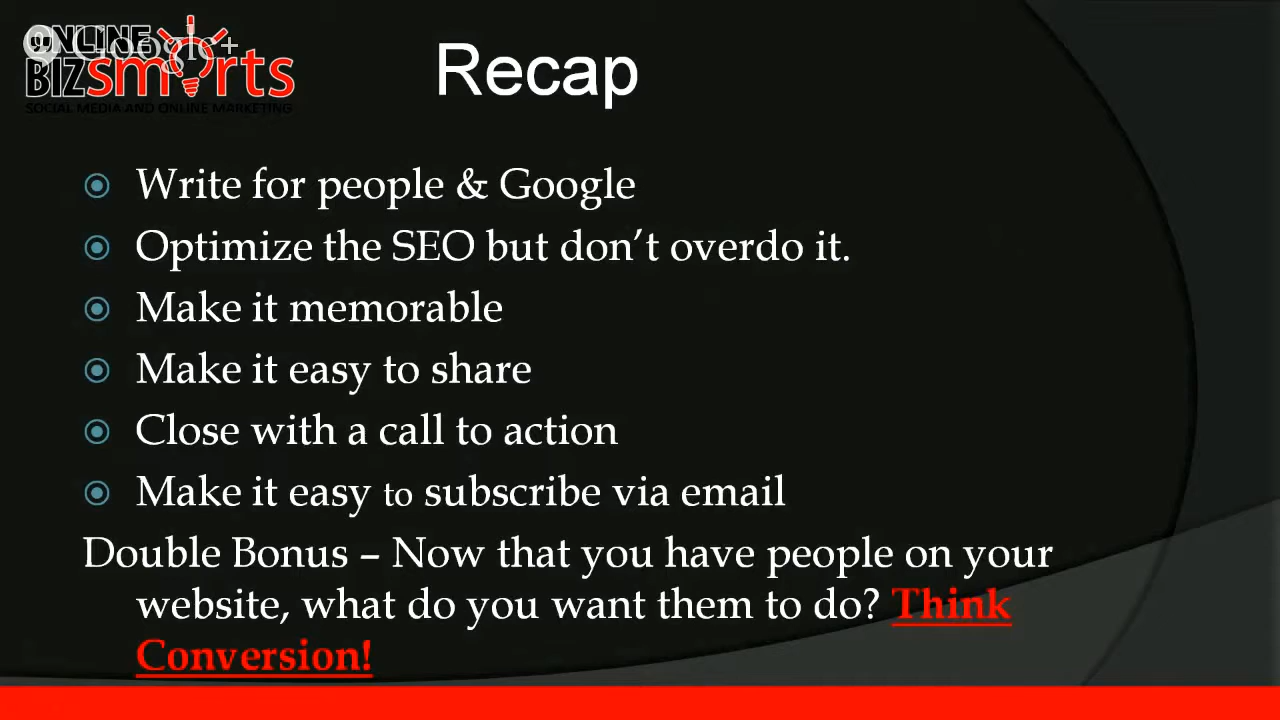 ONLINE
Google+
BIZsmarts
SOCIAL MEDIA AND ONLINE MARKETING
Recap
Write for people & Google
Optimize the SEO but don’t overdo it.
Make it memorable
Make it easy to share
Close with a call to action
Make it easy to subscribe via email
Double Bonus – Now that you have people on your
website, what do you want them to do? Think
Conversion!